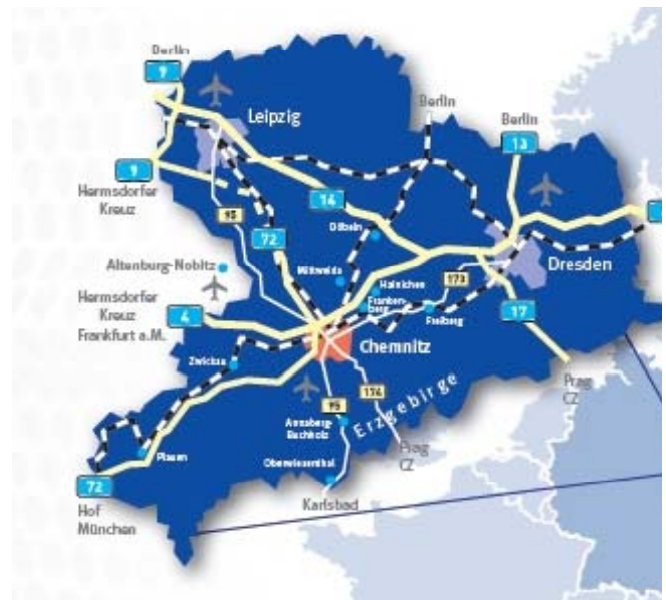 Berlin
9
Leipzig
Berlin
Berlin
13
9
Hermsdorfer
Kreuz
95
14
72
Döbeln
Dresden
Altenburg-Nobitz
Mittweida
Hainichen
173
Hermsdorfer
Kreuz
Frankfurt a.M.
4
Franken-
berg
Freiberg
17
Chemnitz
Zwickau
Erzgebirge
Prag
CZ
95
174
Annaberg-
Buchholz
Plauen
Prag
CZ
Oberwiesenthal
72
Hof
München
Karlsbad